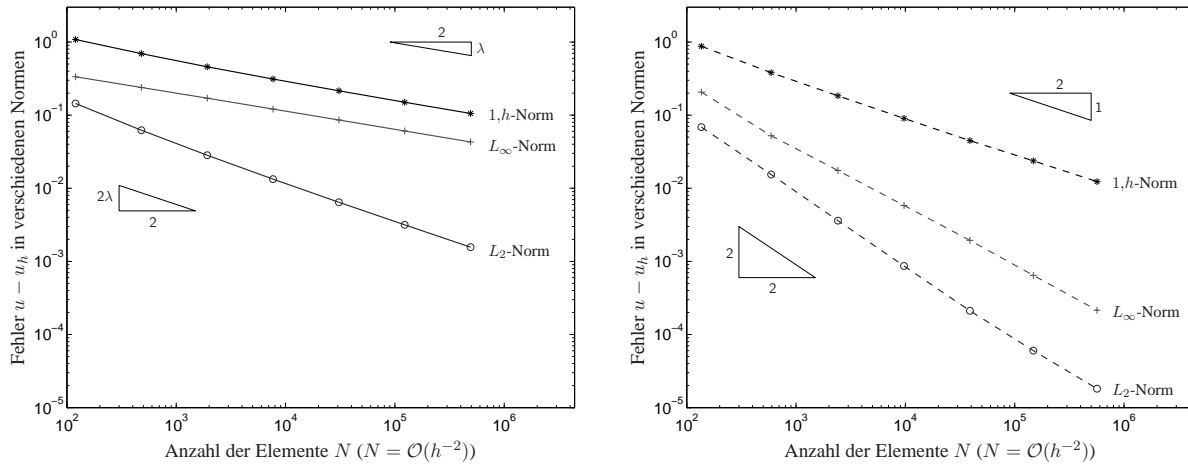 Fehler u − u_h in verschiedenen Normen
10^0
10^{−1}
10^{−2}
10^{−3}
10^{−4}
10^{−5}
2
λ
1,h-Norm
L_∞-Norm
2λ
2
L_2-Norm
10^2
10^3
10^4
10^5
10^6
Anzahl der Elemente N (N = O(h^{−2})
Fehler u − u_h in verschiedenen Normen
10^0
10^{−1}
10^{−2}
10^{−3}
10^{−4}
10^{−5}
2
1
1,h-Norm
2
2
L_∞-Norm
L_2-Norm
10^2
10^3
10^4
10^5
10^6
Anzahl der Elemente N (N = O(h^{−2})